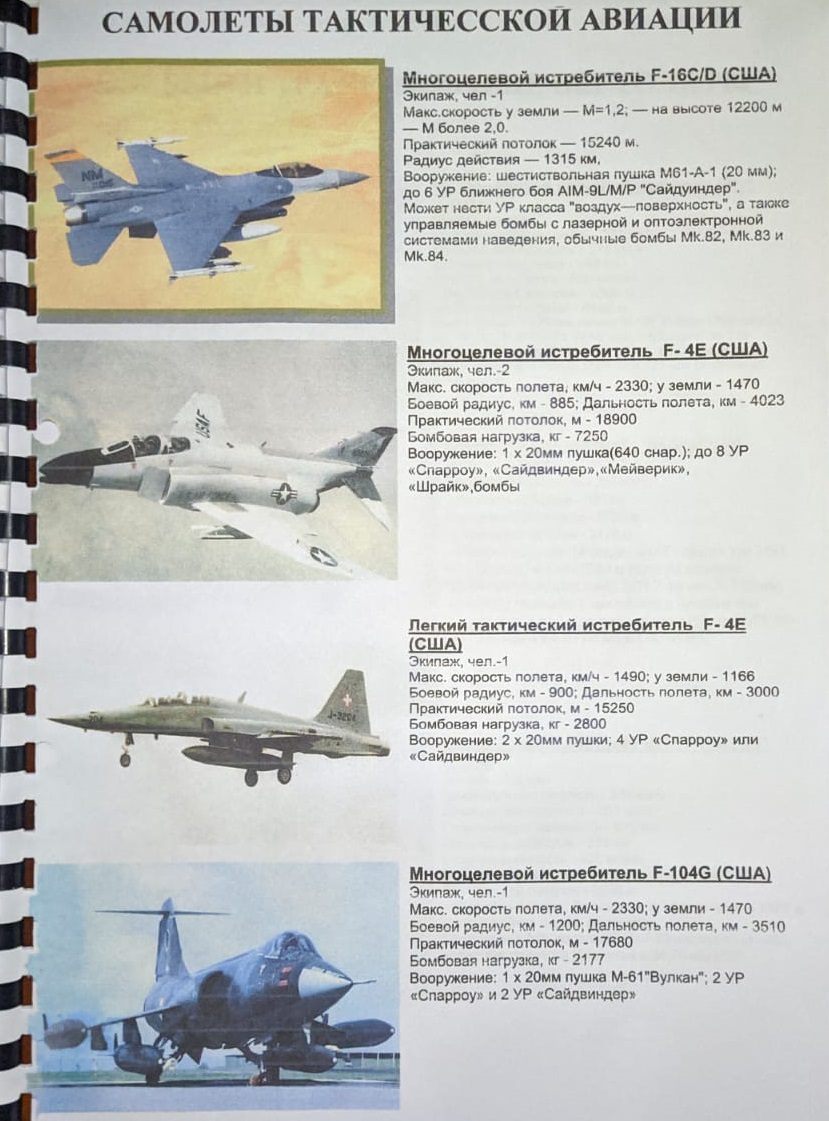 САМОЛЕТЫ ТАКТИЧЕССКОЙ АВИАЦИИ
Многоцелевой истребитель F-16C/D (США)
Экипаж, чел -1
Макс.скорость у земли — М=1,2; — на высоте 12200 м
— М более 2,0.
Практический потолок — 15240 м.
Радиус действия — 1315 км,
Вооружение: шестиствольная пушка М61-А-1 (20 мм);
до 6 УР ближнего боя AIM-9L/M/P "Сайдуиндер".
Может нести УР класса "воздух—поверхность", а также
управляемые бомбы с лазерной и оптоэлектронной
системами наведения, обычные бомбы Mk.82, Mk.83 и
Mk.84.
NM
Многоцелевой истребитель F- 4E (США)
Экипаж, чел.-2
Макс. скорость полета, км/ч - 2330; у земли - 1470
Боевой радиус, км - 885; Дальность полета, км - 4023
Практический потолок, м - 18900
Бомбовая нагрузка, кг - 7250
Вооружение: 1 х 20мм пушка(640 снар.); до 8 УР
«Спарроу», «Сайдвиндер»,«Мейверик»,
«Шрайк»,бомбы
USAF
Легкий тактический истребитель F- 4E
(США)
Экипаж, чел.-1
Макс. скорость полета, км/ч - 1490; у земли - 1166
Боевой радиус, км - 900; Дальность полета, км - 3000
Практический потолок, м - 15250
Бомбовая нагрузка, кг - 2800
Вооружение: 2 х 20мм пушки; 4 УР «Спарроу» или
«Сайдвиндер»
J-3204
Многоцелевой истребитель F-104G (США)
Экипаж, чел.-1
Макс. скорость полета, км/ч - 2330; у земли - 1470
Боевой радиус, км - 1200; Дальность полета, км - 3510
Практический потолок, м - 17680
Бомбовая нагрузка, кг - 2177
Вооружение: 1 х 20мм пушка М-61"Вулкан"; 2 УР
«Спарроу» и 2 УР «Сайдвиндер»